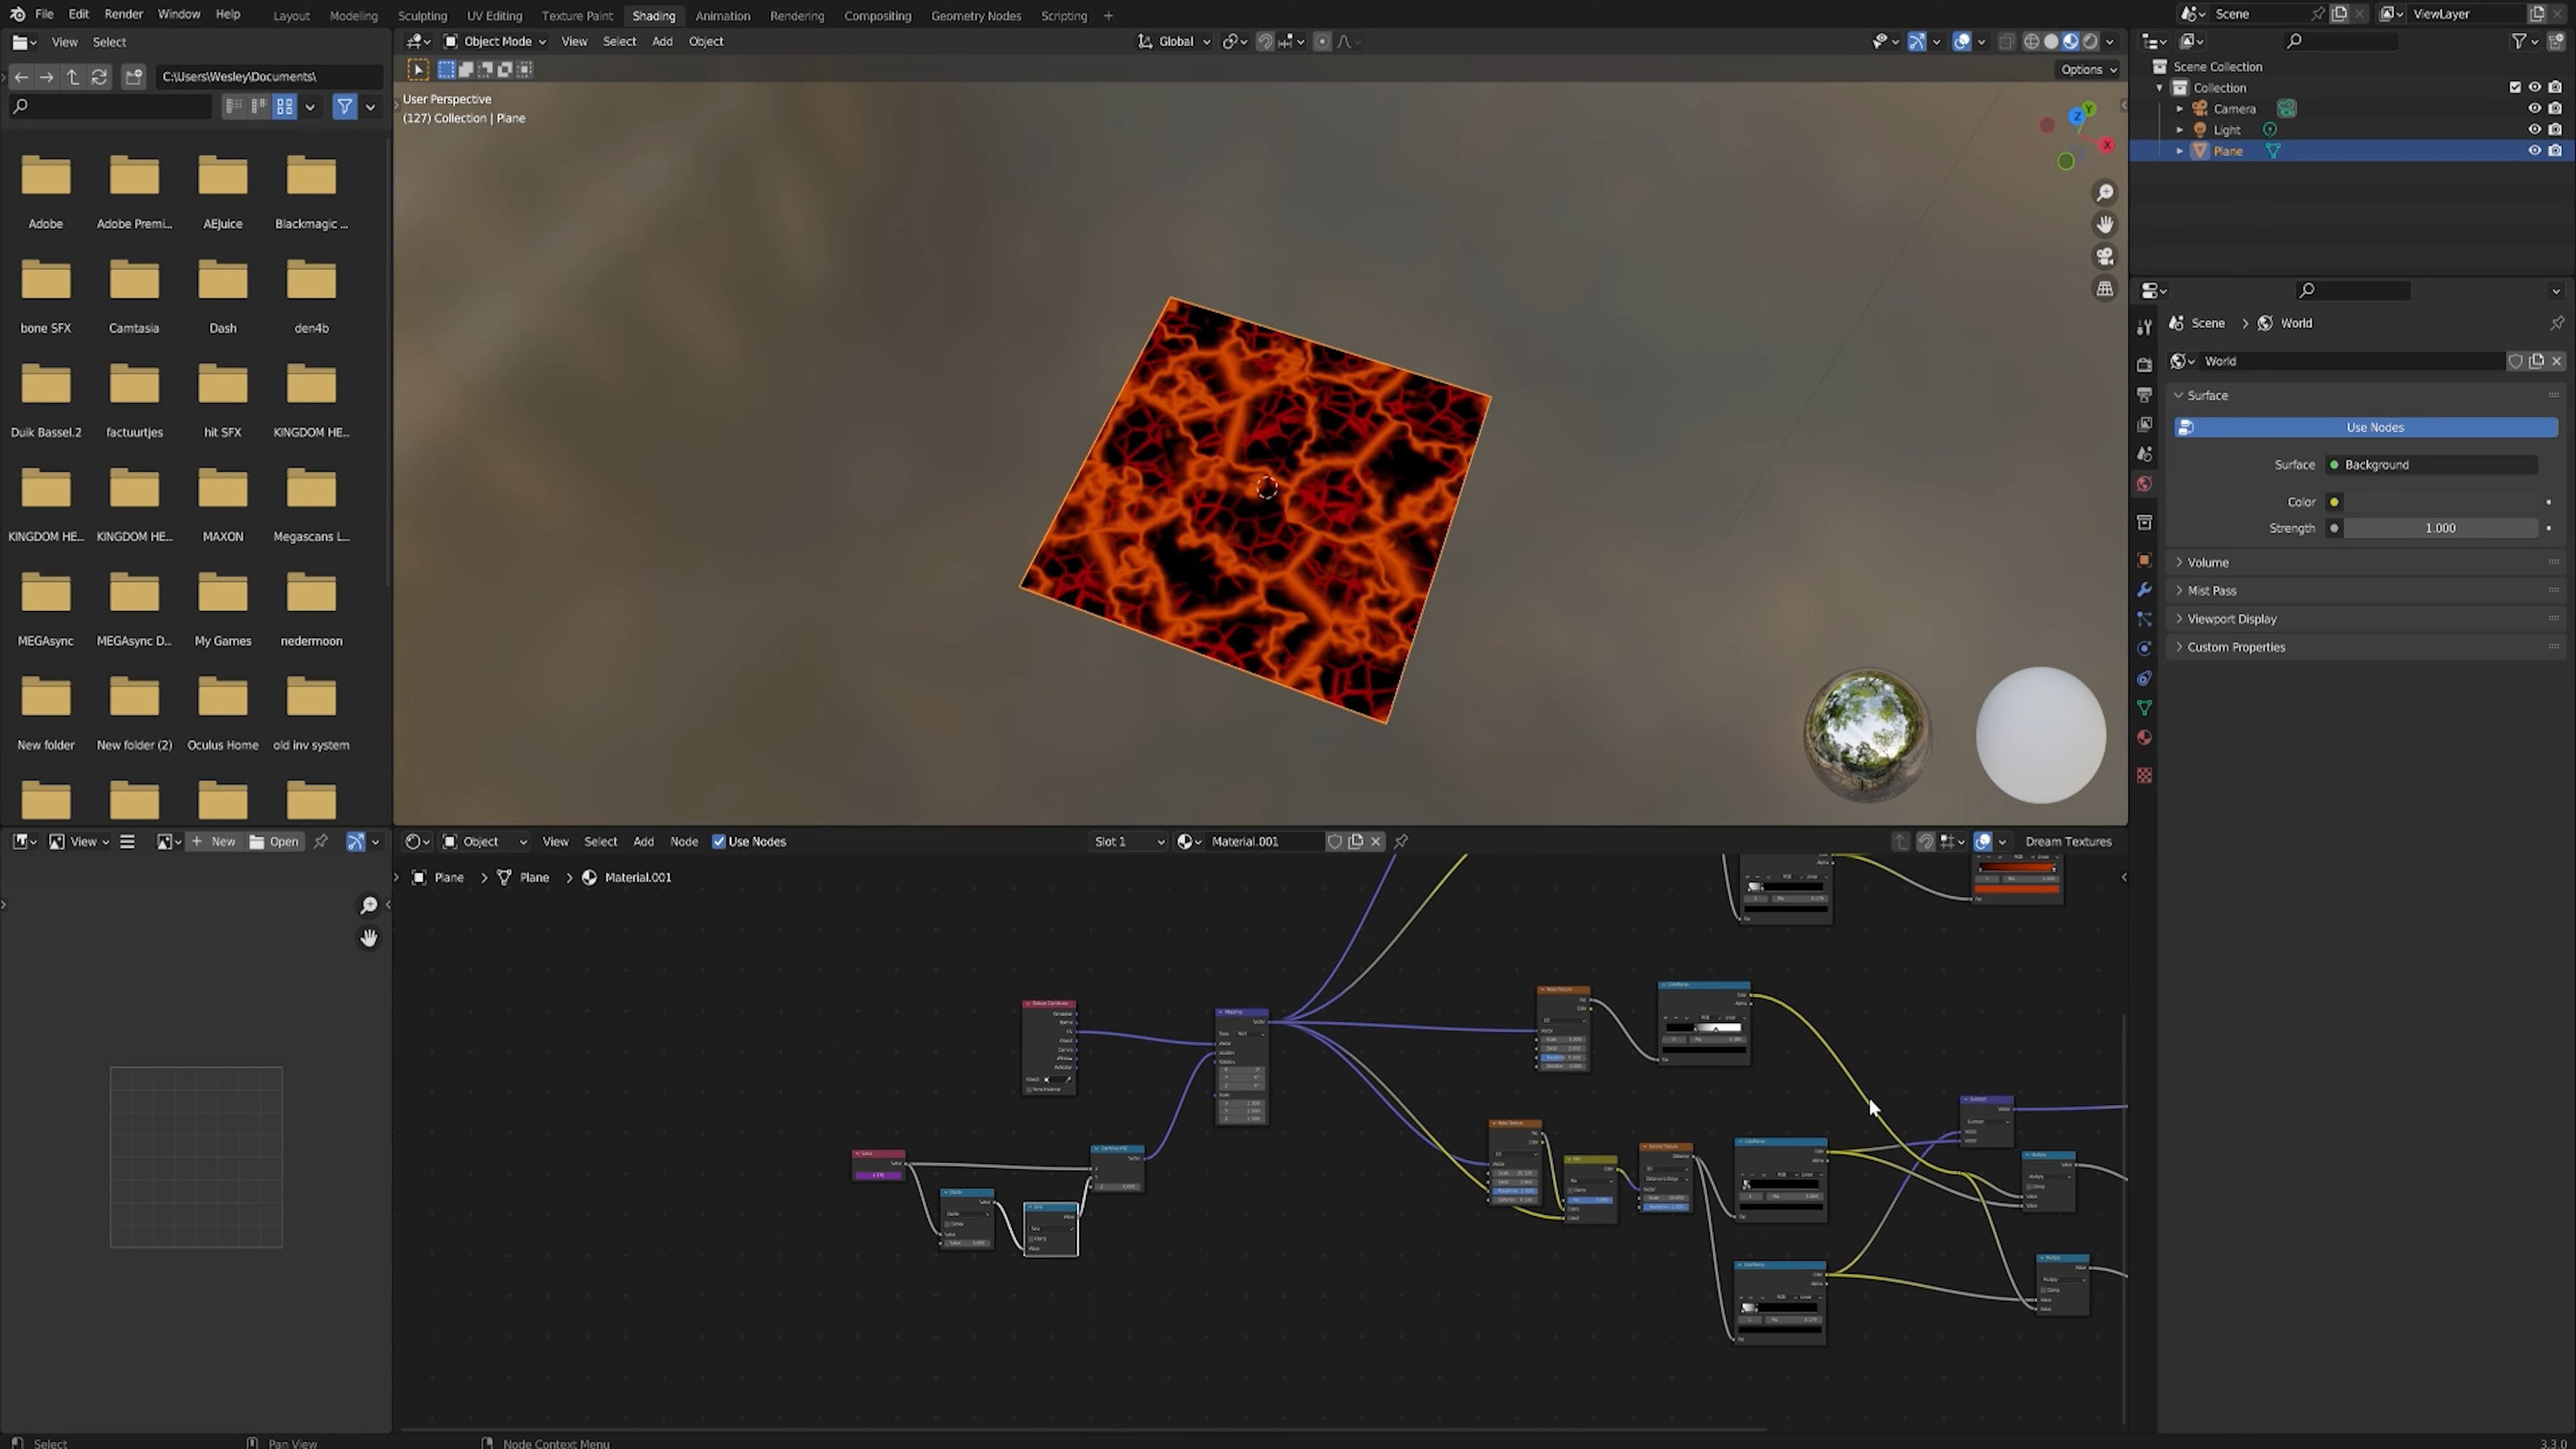 File Edit Render Window Help Layout Modeling Sculpting UV Editing Texture Paint Shading Animation Rendering Compositing Geometry Nodes Scripting + Scene ViewLayer
View Select
Object Mode View Select Add Object Global
C:\Users\Wesley\Documents\
Options
User Perspective
(127) Collection | Plane
Scene Collection
Collection
Camera
Light
Plane
Y
Z
X
Adobe Adobe Premi... AEJuice Blackmagic ...
bone SFX Camtasia Dash den4b
Duik Bassel.2 factuurtjes hit SFX KINGDOM HE...
KINGDOM HE... KINGDOM HE... MAXON Megascans L...
MEGAsync MEGAsync D... My Games nedermoon
New folder New folder (2) Oculus Home old inv system
Scene > World
World
Surface
Use Nodes
Surface Background
Color
Strength 1.000
Volume
Mist Pass
Viewport Display
Custom Properties
View New Open
Object View Select Add Node Use Nodes Slot 1 Material.001 Dream Textures
Plane > Plane > Material.001
Select Pan View Node Context Menu 3.3.0